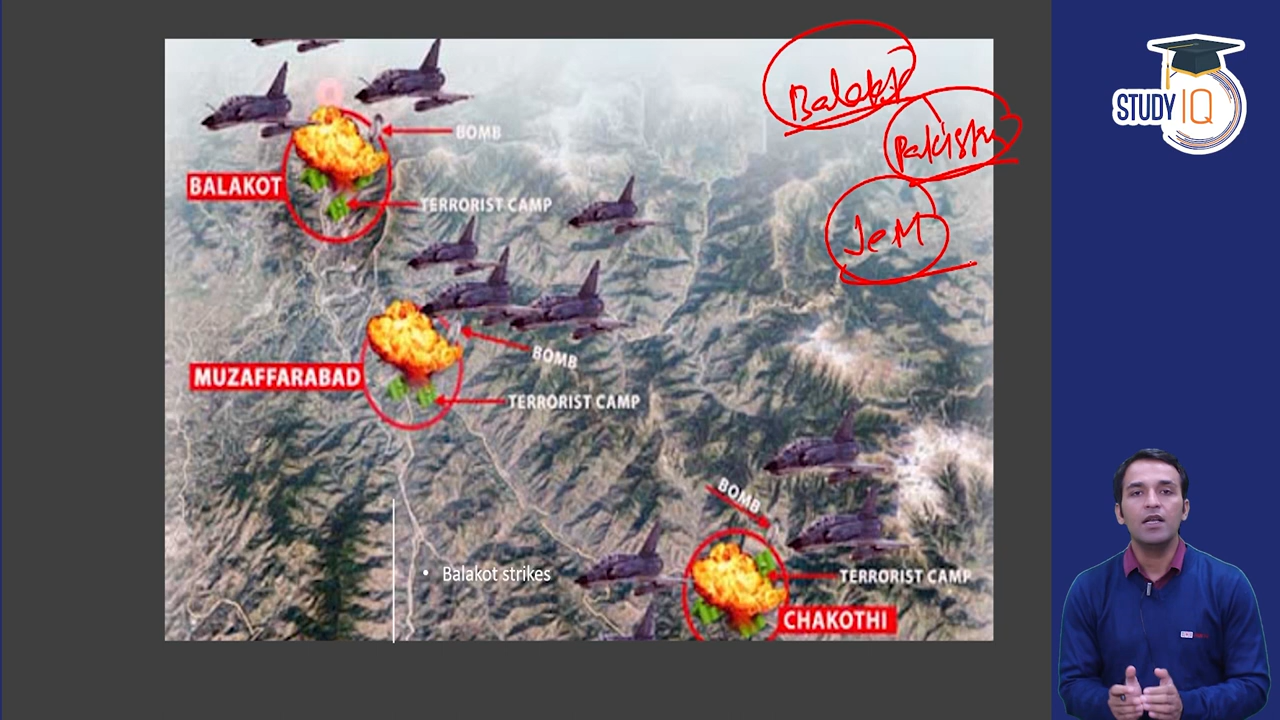 Balakot
Pakistan
JeM
STUDY IQ
BOMB
BALAKOT
TERRORIST CAMP
BOMB
MUZAFFARABAD
TERRORIST CAMP
BOMB
• Balakot strikes
TERRORIST CAMP
CHAKOTHI